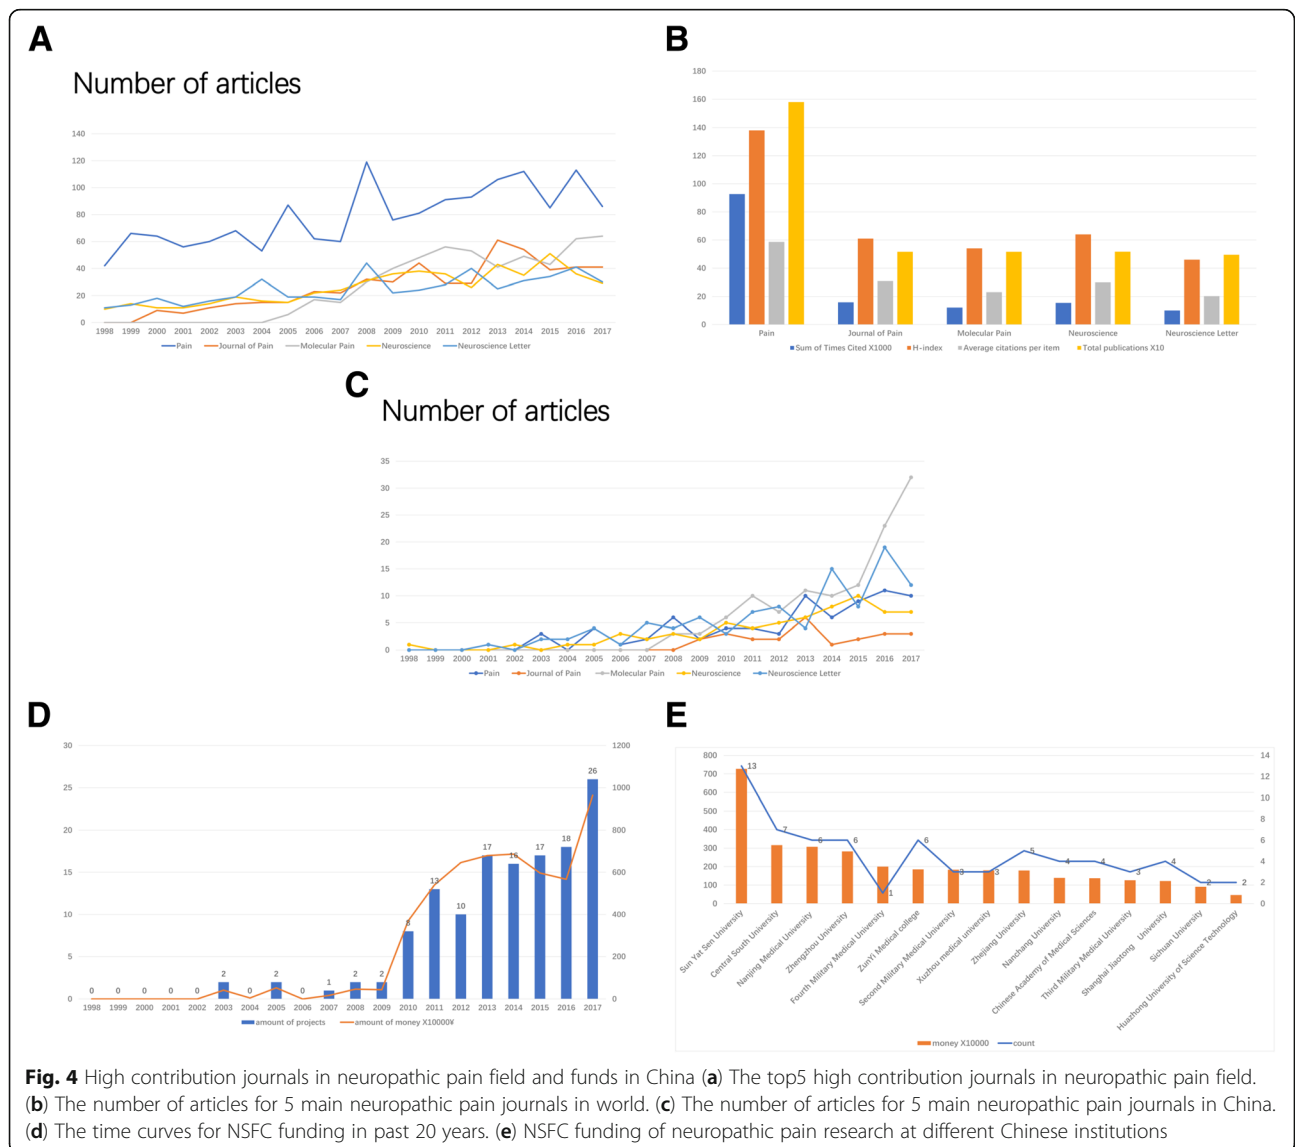 A
Number of articles
140
120
100
80
60
40
20
0
1998 1999 2000 2001 2002 2003 2004 2005 2006 2007 2008 2009 2010 2011 2012 2013 2014 2015 2016 2017
Pain Journal of Pain Molecular Pain Neuroscience Neuroscience Letter
B
180
160
140
120
100
80
60
40
20
0
Pain Journal of Pain Molecular Pain Neuroscience Neuroscience Letter
Sum of Times Cited X1000 H-index Average citations per item Total publications X10
C
Number of articles
35
30
25
20
15
10
5
0
1998 1999 2000 2001 2002 2003 2004 2005 2006 2007 2008 2009 2010 2011 2012 2013 2014 2015 2016 2017
Pain Journal of Pain Molecular Pain Neuroscience Neuroscience Letter
D
30
25
20
15
10
5
0
1200
1000
800
600
400
200
0
0 0 0 0 0 2 0 2 0 1 2 2 8 13 10 17 16 17 18 26
1998 1999 2000 2001 2002 2003 2004 2005 2006 2007 2008 2009 2010 2011 2012 2013 2014 2015 2016 2017
amount of projects amount of money X10000¥
E
800
700
600
500
400
300
200
100
0
14
12
10
8
6
4
2
0
13 7 6 6 1 6 3 3 5 4 4 3 4 2 2
Sun Yat Sen University
Central South University
Nanjing Medical University
Zhengzhou University
Fourth Military Medical University
ZunYi Medical college
Second Military Medical University
Xuzhou medical university
Zhejiang University
Nanchang University
Chinese Academy of Medical Sciences
Third Military Medical University
Shanghai Jiaotong University
Sichuan University
Huazhong University of Science Technology
money X10000 count
Fig. 4 High contribution journals in neuropathic pain field and funds in China (a) The top5 high contribution journals in neuropathic pain field.
(b) The number of articles for 5 main neuropathic pain journals in world. (c) The number of articles for 5 main neuropathic pain journals in China.
(d) The time curves for NSFC funding in past 20 years. (e) NSFC funding of neuropathic pain research at different Chinese institutions